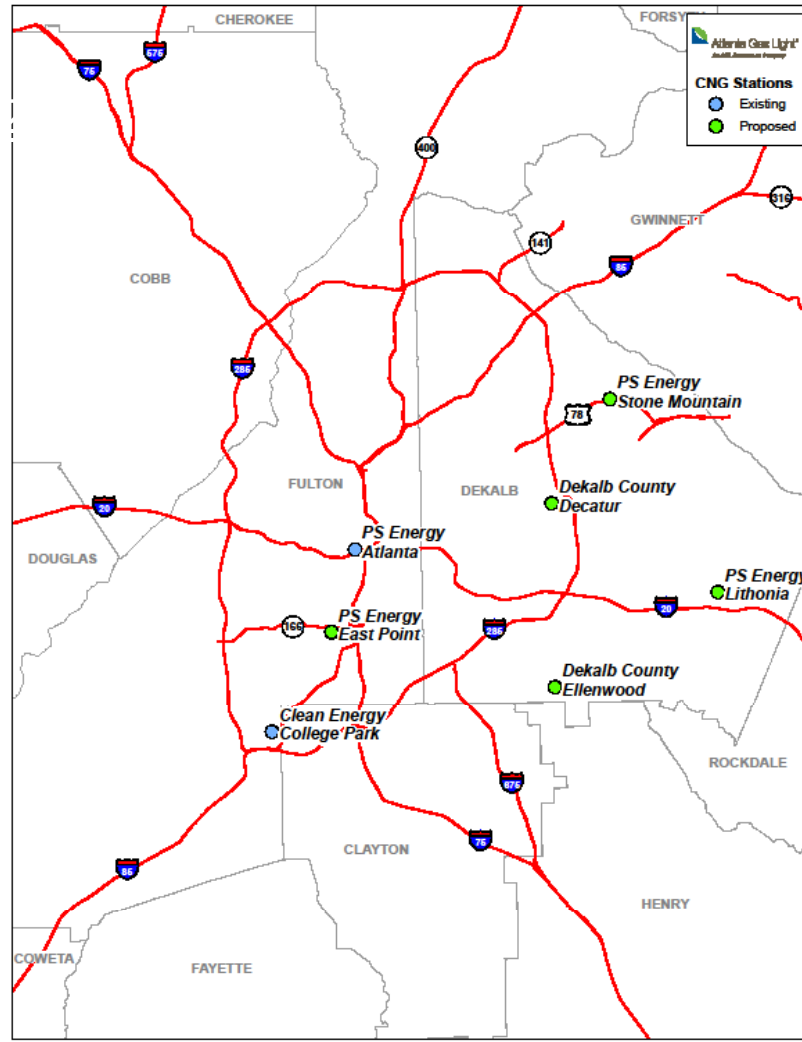 CHEROKEE
FORSYTH
Atlanta Gas Light
CNG Stations
Existing
Proposed
575
75
400
316
GWINNETT
141
85
COBB
285
PS Energy
Stone Mountain
78
FULTON
DEKALB
Dekalb County
Decatur
20
PS Energy
Atlanta
DOUGLAS
PS Energy
Lithonia
20
166
PS Energy
East Point
285
Dekalb County
Ellenwood
Clean Energy
College Park
ROCKDALE
675
75
CLAYTON
85
HENRY
COWETA
FAYETTE